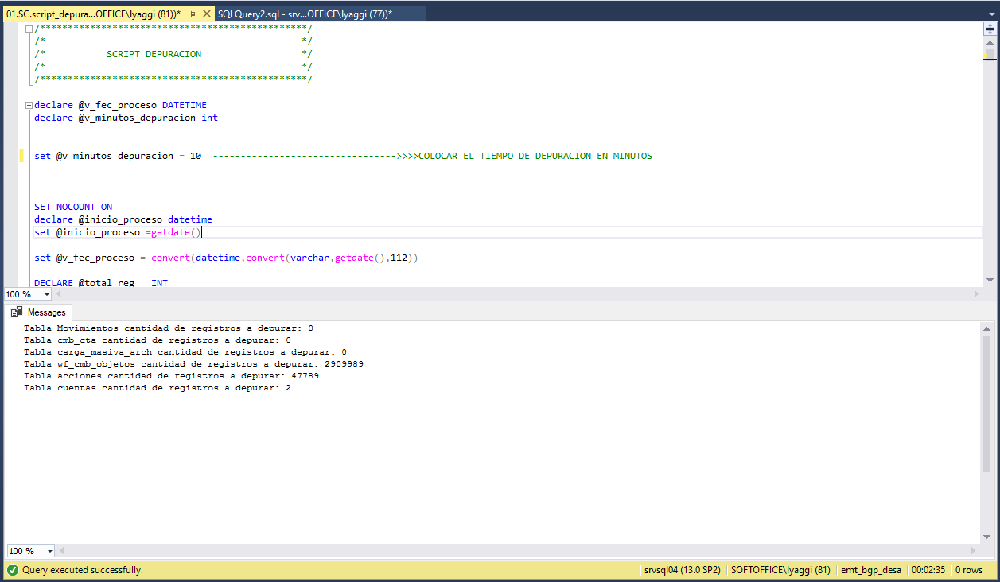 01.SC.script_depura...OFFICE\lyaggi (81))*
SQLQuery2.sql - srv...OFFICE\lyaggi (77))*
/************************************************/
/*                                              */
/*           SCRIPT DEPURACION                  */
/*                                              */
/************************************************/
declare @v_fec_proceso DATETIME
declare @v_minutos_depuracion int
set @v_minutos_depuracion = 10  --------------------------------->>>>COLOCAR EL TIEMPO DE DEPURACION EN MINUTOS
SET NOCOUNT ON
declare @inicio_proceso datetime
set @inicio_proceso =getdate()
set @v_fec_proceso = convert(datetime,convert(varchar,getdate(),112))
DECLARE @total_reg   INT
100 %
Messages
Tabla Movimientos cantidad de registros a depurar: 0
Tabla cmb_cta cantidad de registros a depurar: 0
Tabla carga_masiva_arch cantidad de registros a depurar: 0
Tabla wf_cmb_objetos cantidad de registros a depurar: 2909989
Tabla acciones cantidad de registros a depurar: 47789
Tabla cuentas cantidad de registros a depurar: 2
100 %
Query executed successfully.
srvsql04 (13.0 SP2)
SOFTOFFICE\lyaggi (81)
emt_bgp_desa
00:02:35
0 rows